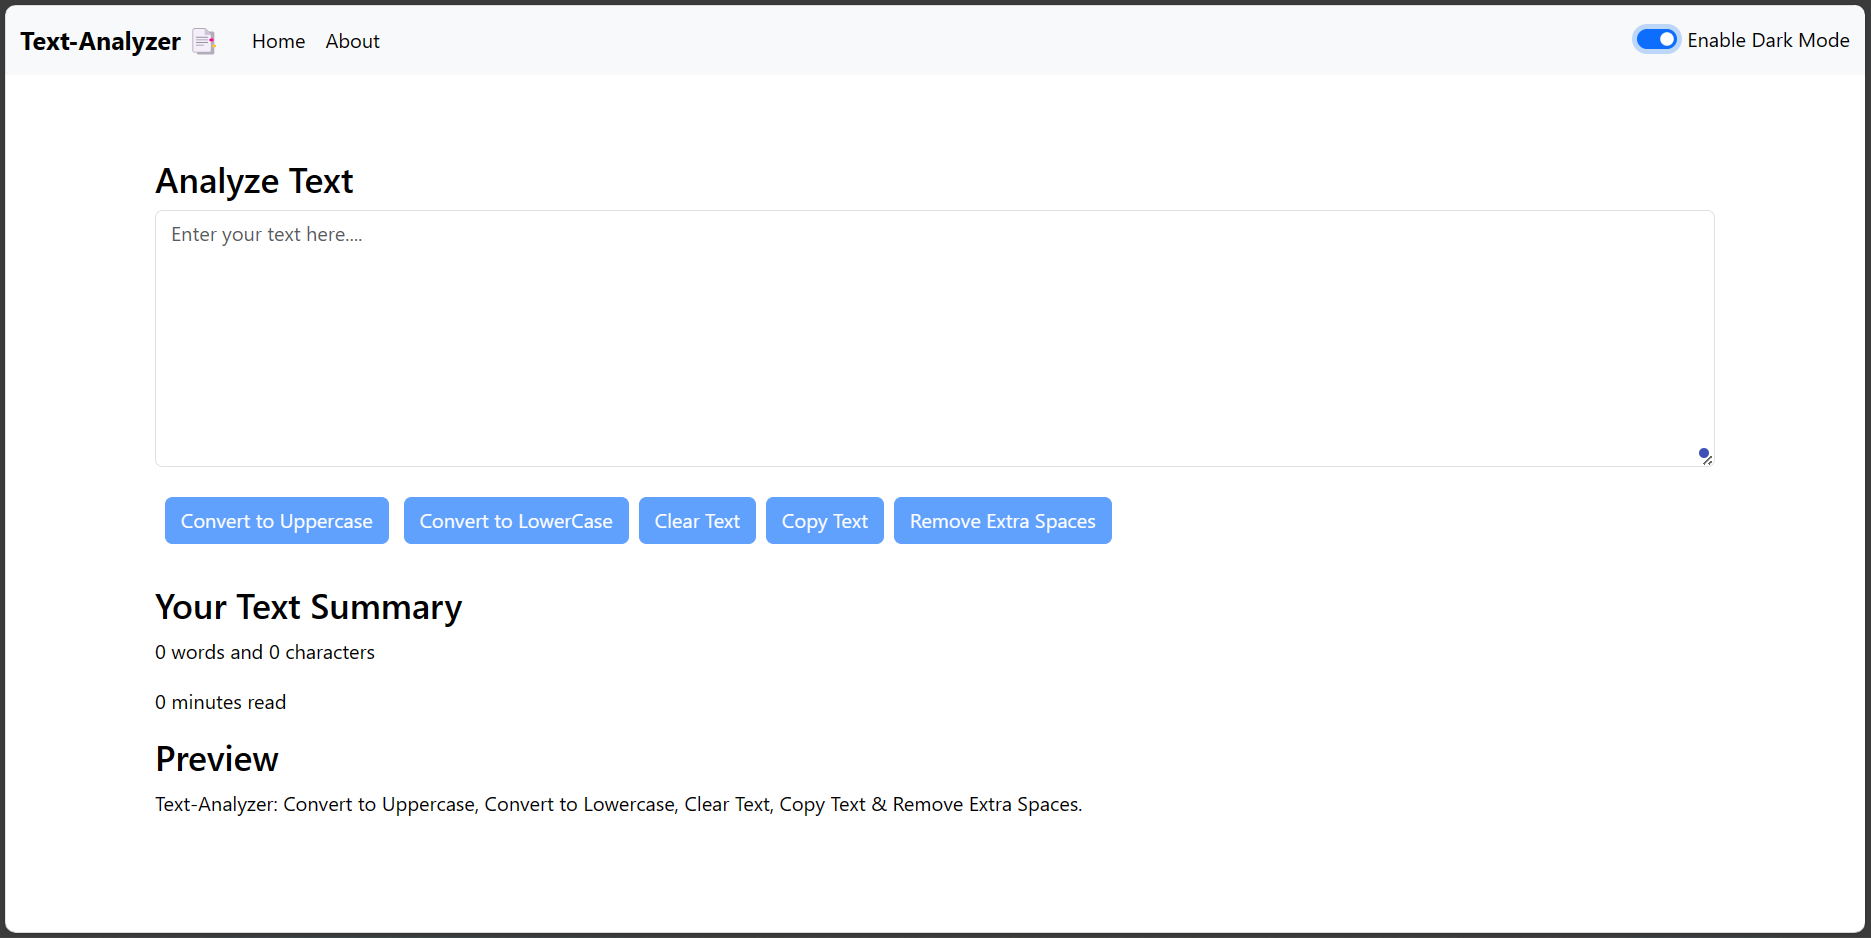 Text-Analyzer Home About Enable Dark Mode
Analyze Text
Enter your text here....
Convert to Uppercase Convert to LowerCase Clear Text Copy Text Remove Extra Spaces
Your Text Summary
0 words and 0 characters
0 minutes read
Preview
Text-Analyzer: Convert to Uppercase, Convert to Lowercase, Clear Text, Copy Text & Remove Extra Spaces.